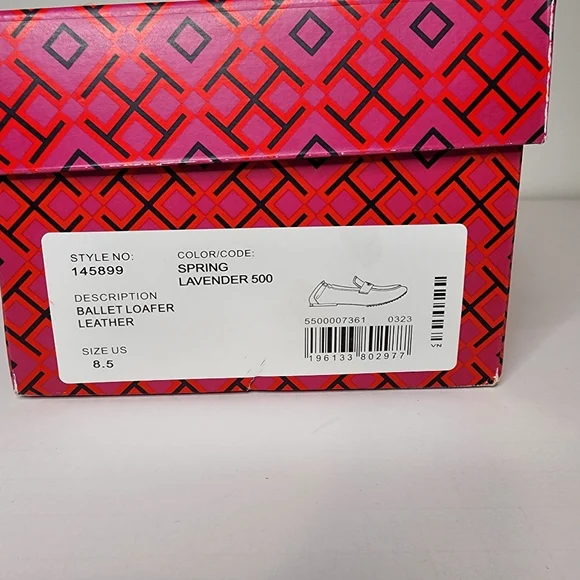 STYLE NO:
145899
COLOR/CODE:
SPRING
LAVENDER 500
DESCRIPTION
BALLET LOAFER
LEATHER
SIZE US
8.5
5500007361 0323
196133 802977